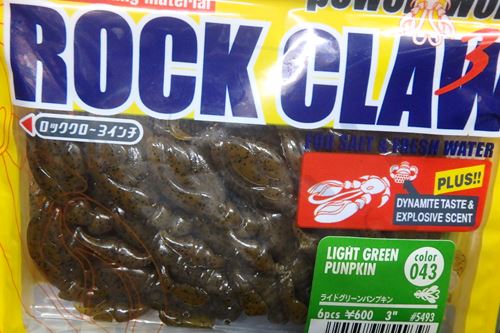 material
ROCK CLAW 3"
ロッククロー3インチ
FOR SALT & FRESH WATER
PLUS!!
DYNAMITE TASTE &
EXPLOSIVE SCENT
LIGHT GREEN
PUNPKIN
color
043
ライトグリーンパンプキン
6pcs ¥600 3" #5493